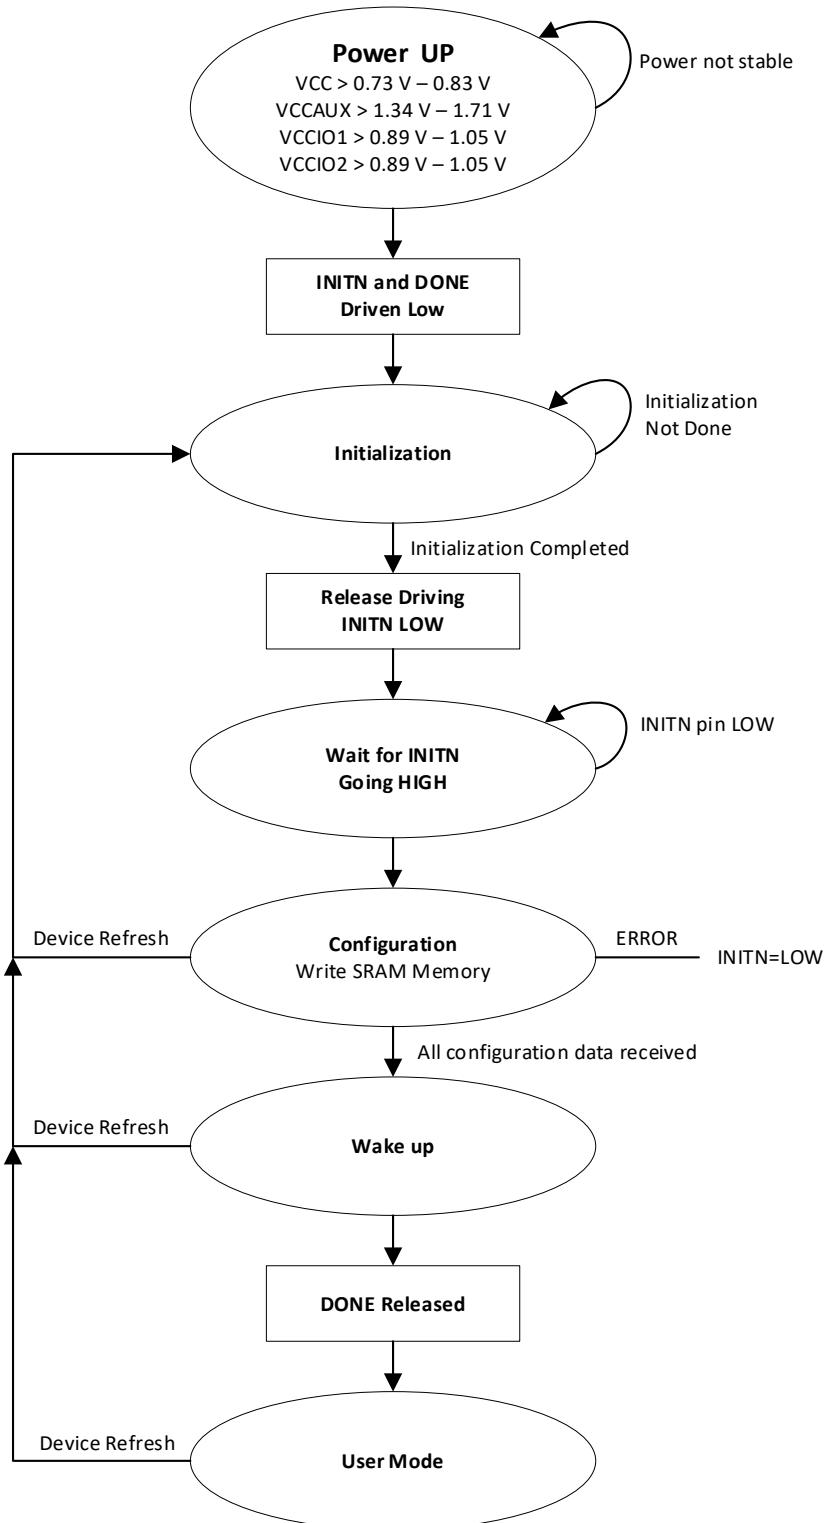 Power UP
VCC > 0.73 V – 0.83 V
VCCAUX > 1.34 V – 1.71 V
VCCIO1 > 0.89 V – 1.05 V
VCCIO2 > 0.89 V – 1.05 V
Power not stable
INITN and DONE
Driven Low
Initialization
Not Done
Initialization
Initialization Completed
Release Driving
INITN LOW
INITN pin LOW
Wait for INITN
Going HIGH
Device Refresh
Configuration
Write SRAM Memory
ERROR
INITN=LOW
All configuration data received
Device Refresh
Wake up
DONE Released
Device Refresh
User Mode